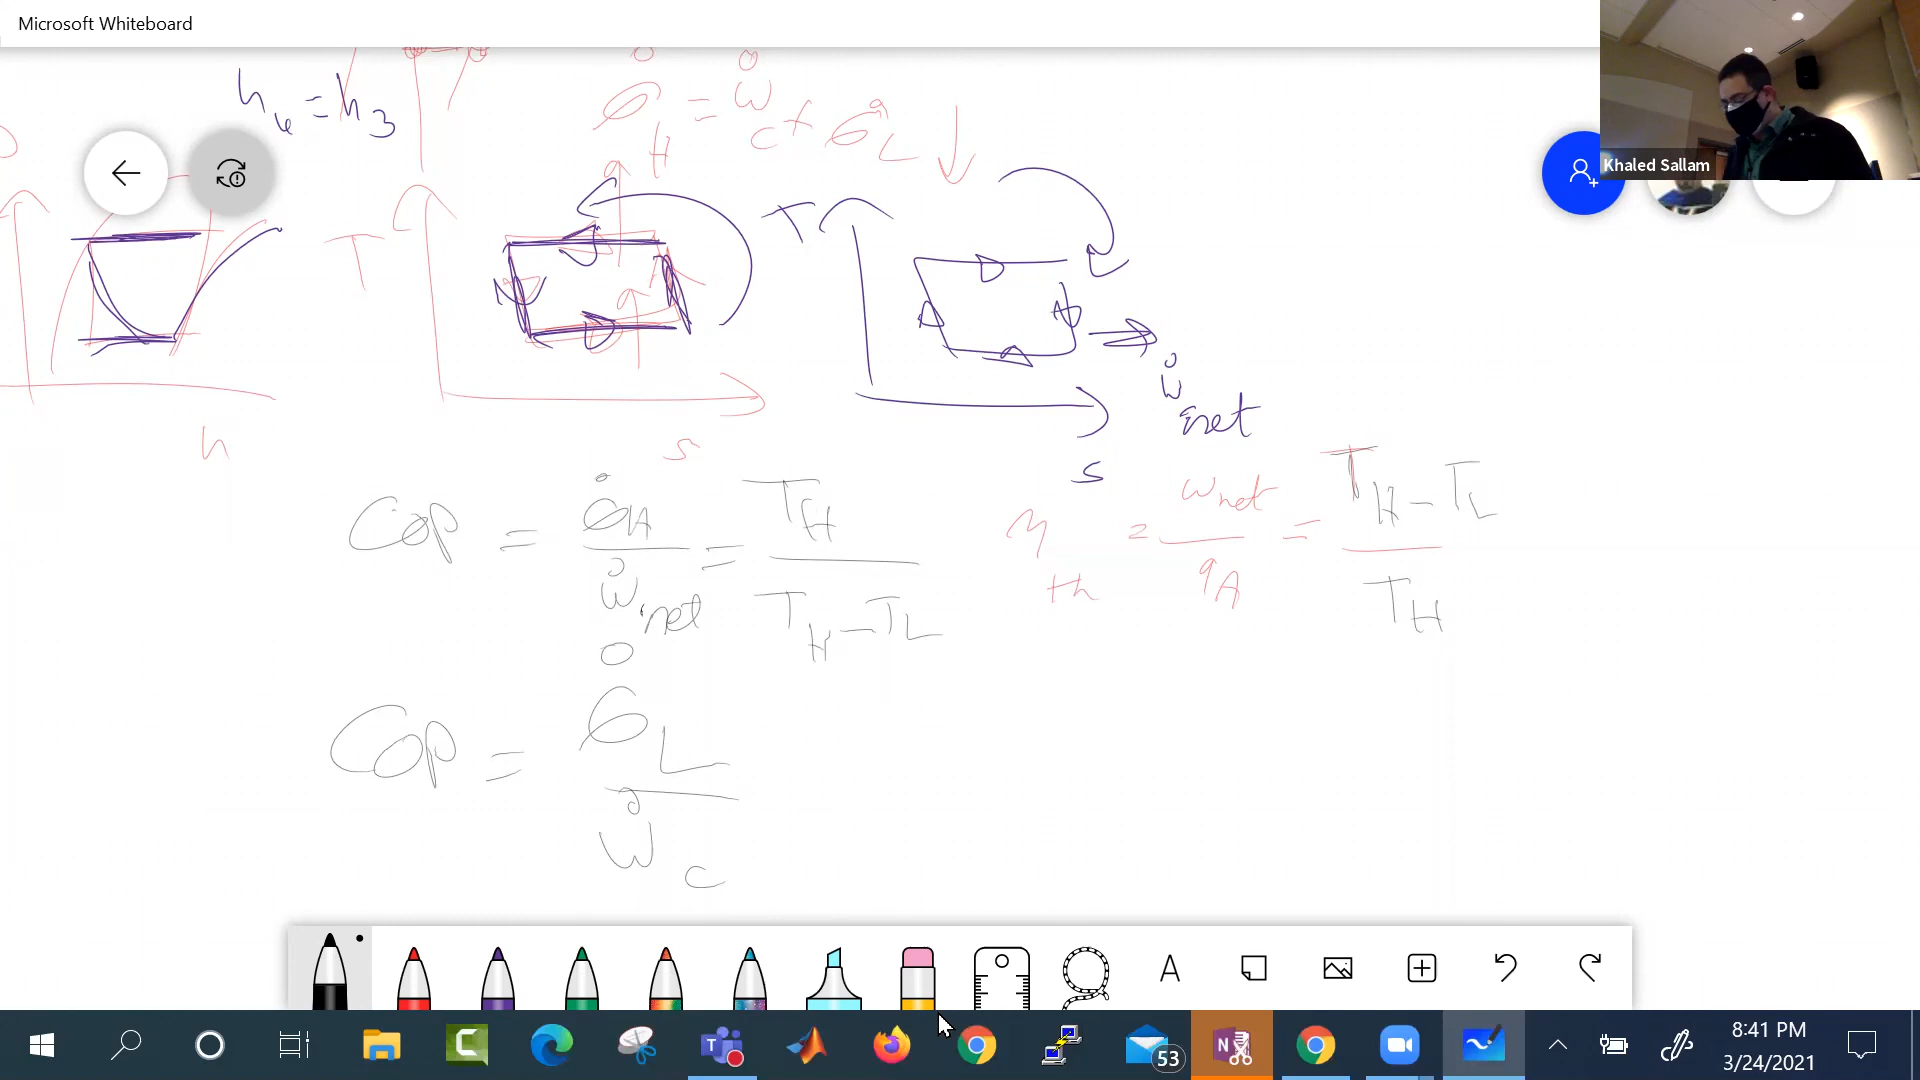 Microsoft Whiteboard
Khaled Sallam
h4 = h3
Q̇H = Ẇc + Q̇L
T
T
h
s
s
Ẇnet
COP = Q̇H / Ẇnet = TH / TH - TL
ηth = wnet / qH = TH - TL / TH
COP = Q̇L / Ẇc
A
53
8:41 PM
3/24/2021